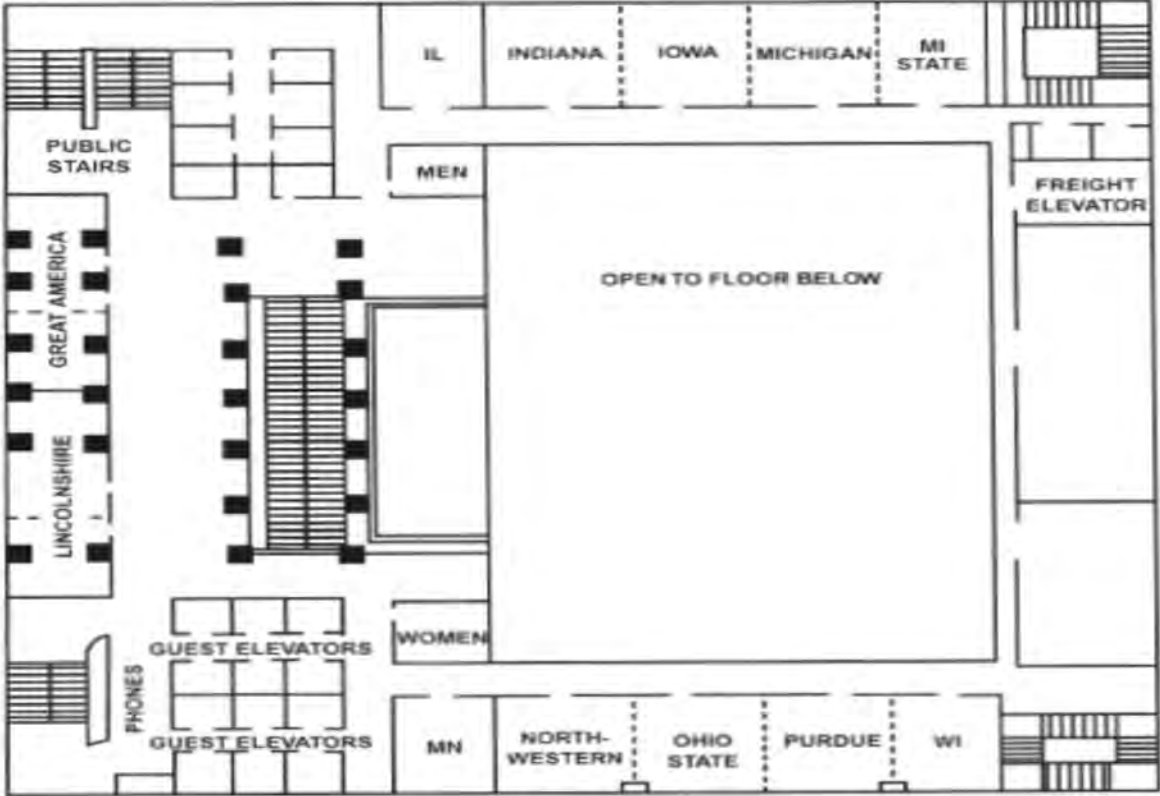 IL
INDIANA
IOWA
MICHIGAN
MI
STATE
PUBLIC
STAIRS
MEN
FREIGHT
ELEVATOR
GREAT AMERICA
OPEN TO FLOOR BELOW
LINCOLNSHIRE
WOMEN
GUEST ELEVATORS
PHONES
GUEST ELEVATORS
MN
NORTH-
WESTERN
OHIO
STATE
PURDUE
WI